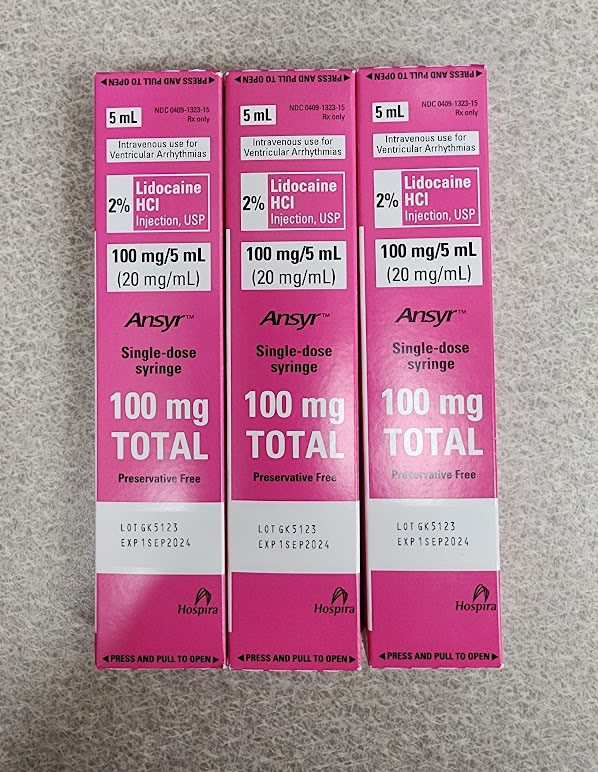 ◄PRESS AND PULL TO OPEN►
5 mL
NDC 0409-1323-15
Rx only
Intravenous use for
Ventricular Arrhythmias
2%
Lidocaine
HCl
Injection, USP
100 mg/5 mL
(20 mg/mL)
Ansyr™
Single-dose
syringe
100 mg
TOTAL
Preservative Free
LOT GK5123
EXP 1SEP2024
Hospira
◄PRESS AND PULL TO OPEN►
◄PRESS AND PULL TO OPEN►
5 mL
NDC 0409-1323-15
Rx only
Intravenous use for
Ventricular Arrhythmias
2%
Lidocaine
HCl
Injection, USP
100 mg/5 mL
(20 mg/mL)
Ansyr™
Single-dose
syringe
100 mg
TOTAL
Preservative Free
LOT GK5123
EXP 1SEP2024
Hospira
◄PRESS AND PULL TO OPEN►
◄PRESS AND PULL TO OPEN►
5 mL
NDC 0409-1323-15
Rx only
Intravenous use for
Ventricular Arrhythmias
2%
Lidocaine
HCl
Injection, USP
100 mg/5 mL
(20 mg/mL)
Ansyr™
Single-dose
syringe
100 mg
TOTAL
Preservative Free
LOT GK5123
EXP 1SEP2024
Hospira
◄PRESS AND PULL TO OPEN►